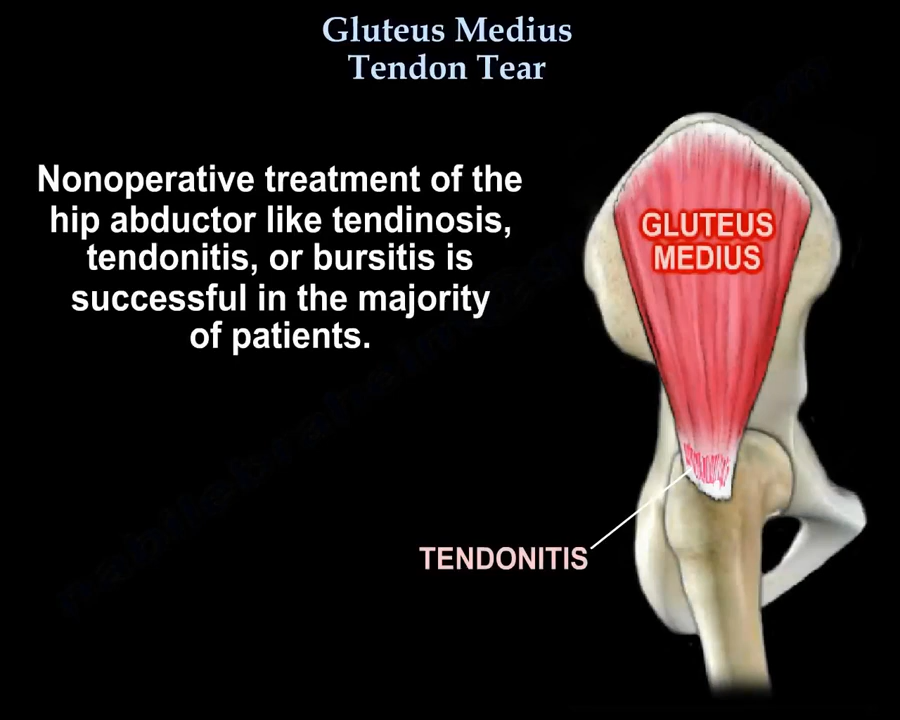 Gluteus Medius
Tendon Tear
Nonoperative treatment of the
hip abductor like tendinosis,
tendonitis, or bursitis is
successful in the majority
of patients.
GLUTEUS
MEDIUS
TENDONITIS